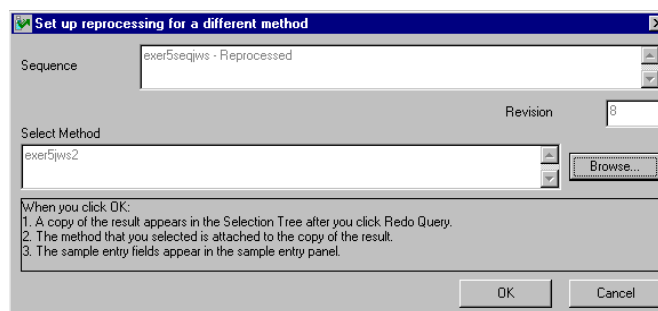 Set up reprocessing for a different method
Sequence
exer5seqjws - Reprocessed
Revision
8
Select Method
exer5jws2
Browse...
When you click OK:
1. A copy of the result appears in the Selection Tree after you click Redo Query.
2. The method that you selected is attached to the copy of the result.
3. The sample entry fields appear in the sample entry panel.
OK
Cancel